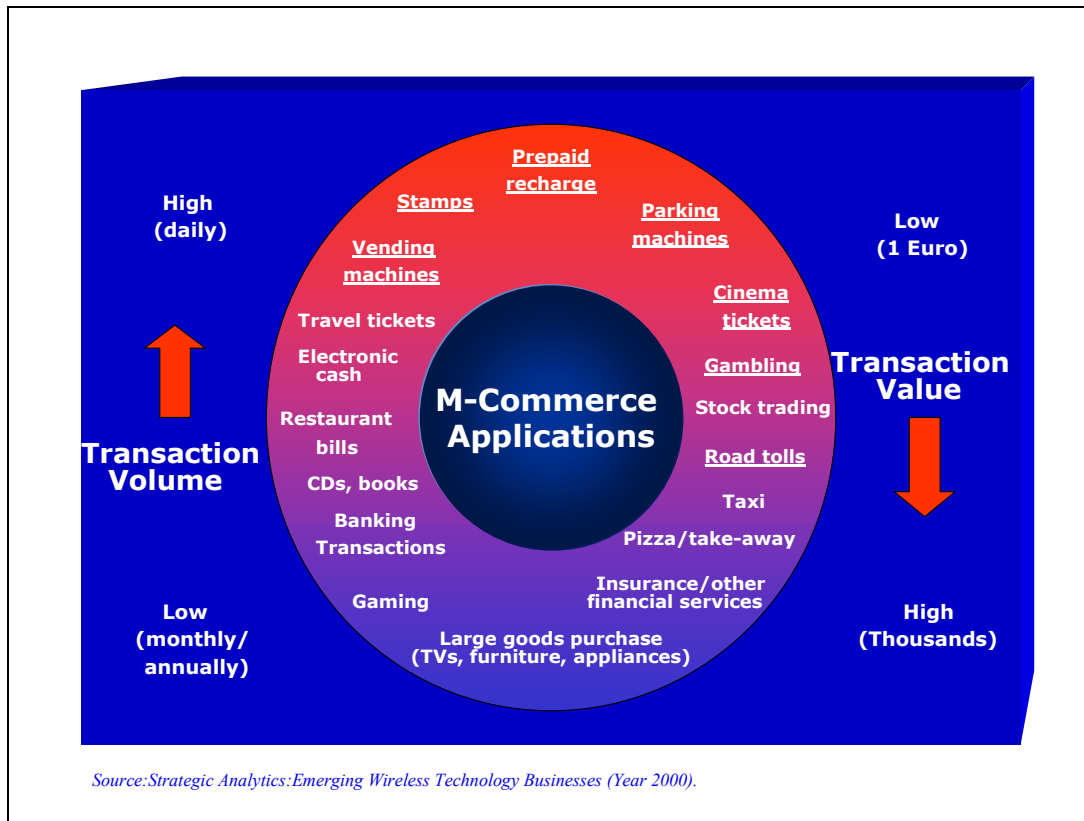 Prepaid
recharge
Stamps
Parking
machines
Vending
machines
High
(daily)
Low
(1 Euro)
Cinema
tickets
Travel tickets
Electronic
cash
Gambling
Transaction
Value
M-Commerce
Applications
Stock trading
Restaurant
bills
Transaction
Volume
Road tolls
CDs, books
Taxi
Banking
Transactions
Pizza/take-away
Gaming
Insurance/other
financial services
Low
(monthly/
annually)
High
(Thousands)
Large goods purchase
(TVs, furniture, appliances)
Source:Strategic Analytics:Emerging Wireless Technology Businesses (Year 2000).